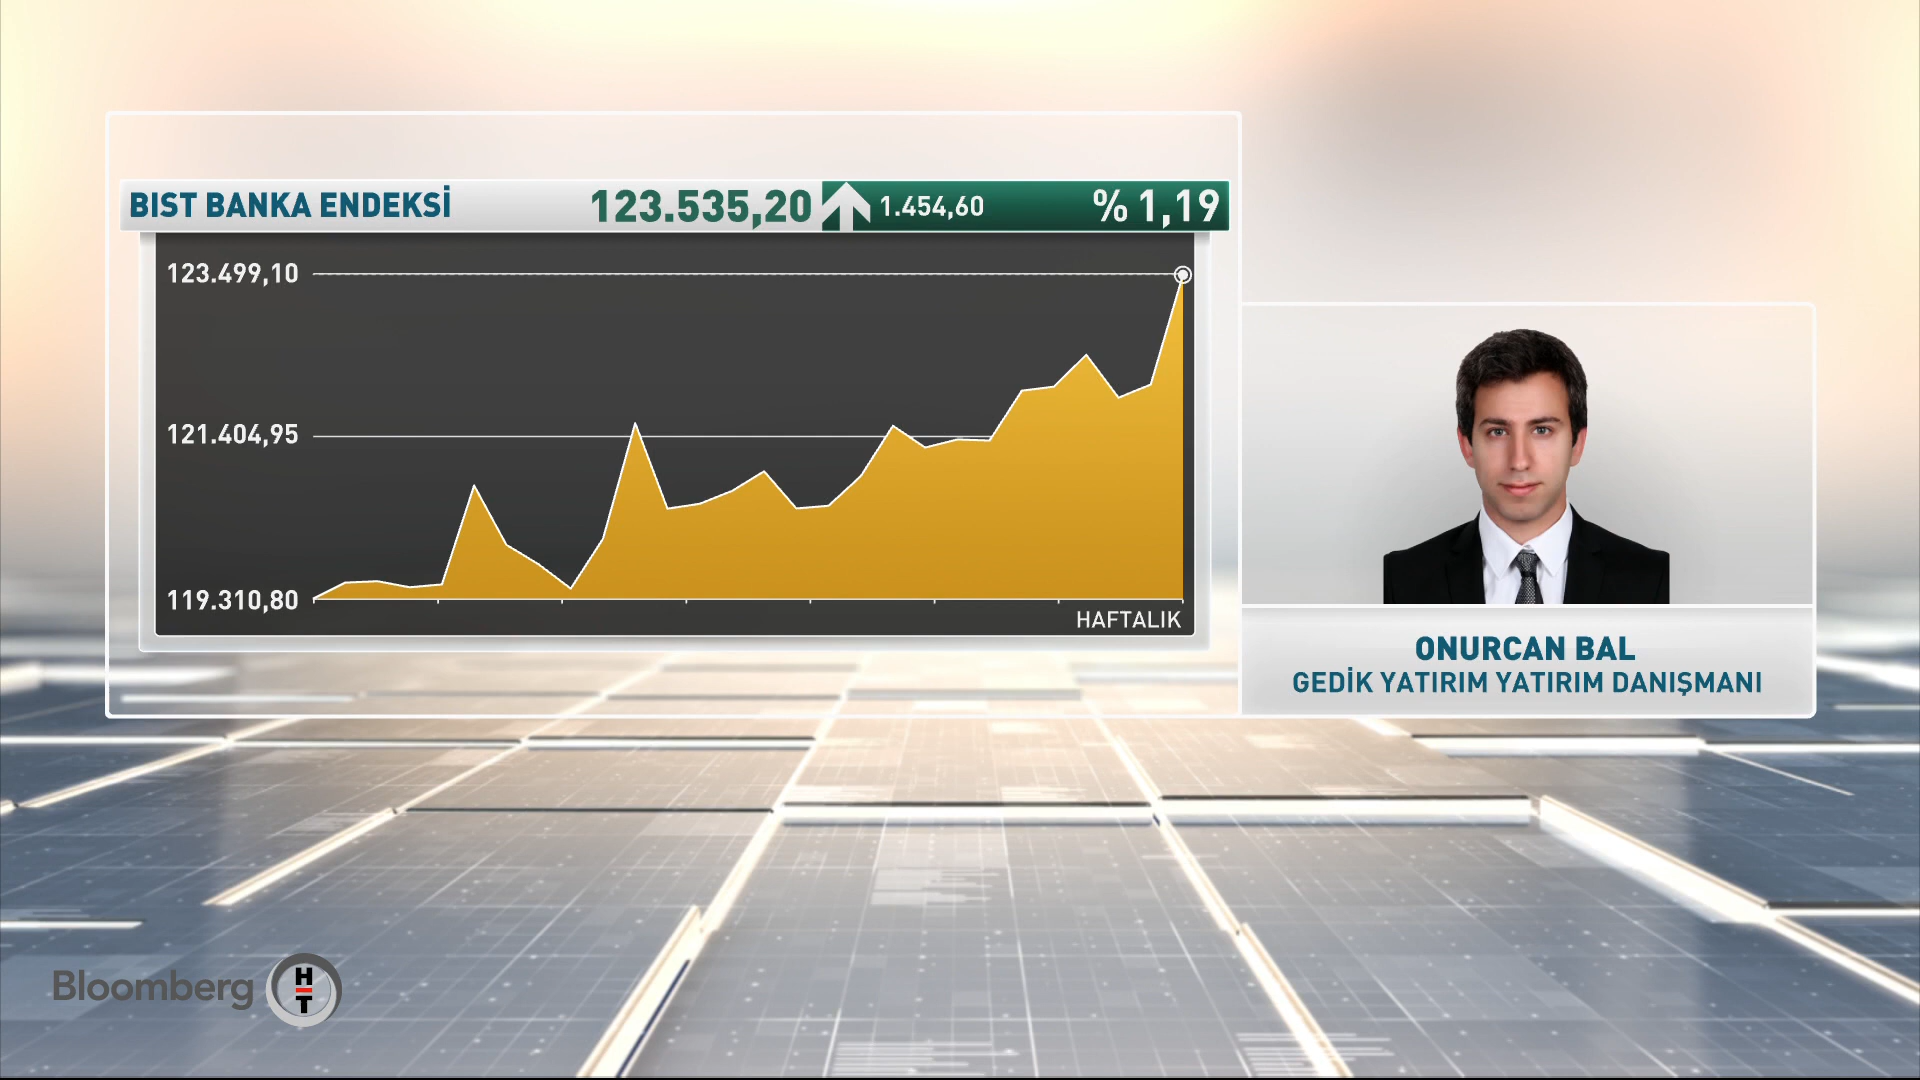 BIST BANKA ENDEKSİ 123.535,20 1.454,60 % 1,19
123.499,10
121.404,95
119.310,80
HAFTALIK
ONURCAN BAL
GEDİK YATIRIM YATIRIM DANIŞMANI
Bloomberg HT